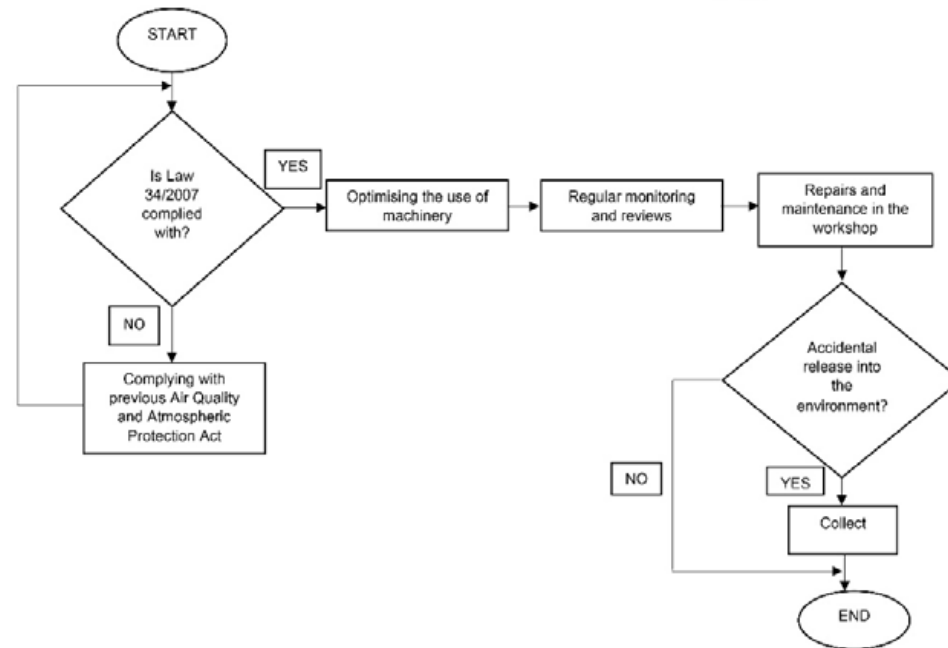 START
Is Law
34/2007
complied
with?
YES
Optimising the use of
machinery
Regular monitoring
and reviews
Repairs and
maintenance in the
workshop
NO
Complying with
previous Air Quality
and Atmospheric
Protection Act
Accidental
release into
the
environment?
NO
YES
Collect
END